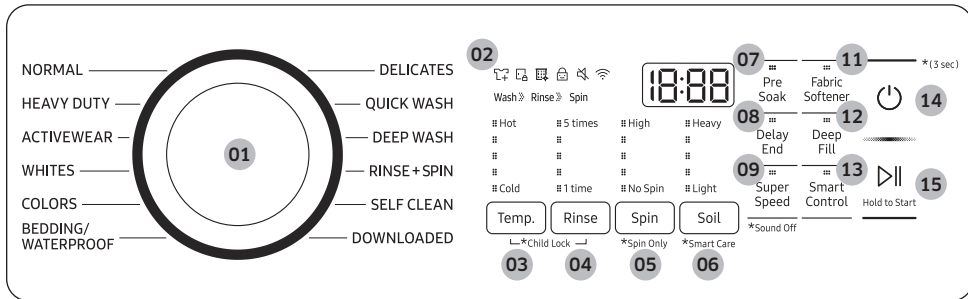 NORMAL
HEAVY DUTY
ACTIVEWEAR
WHITES
COLORS
BEDDING/
WATERPROOF
01
DELICATES
QUICK WASH
DEEP WASH
RINSE+SPIN
SELF CLEAN
DOWNLOADED
02
Wash Rinse Spin
18:88
Hot 5 times High Heavy
Cold 1 time No Spin Light
Temp. Rinse Spin Soil
*Child Lock *Spin Only *Smart Care
03 04 05 06
07
Pre
Soak
08
Delay
End
09
Super
Speed
*Sound Off
11
Fabric
Softener
12
Deep
Fill
13
Smart
Control
*(3 sec)
14
15
Hold to Start